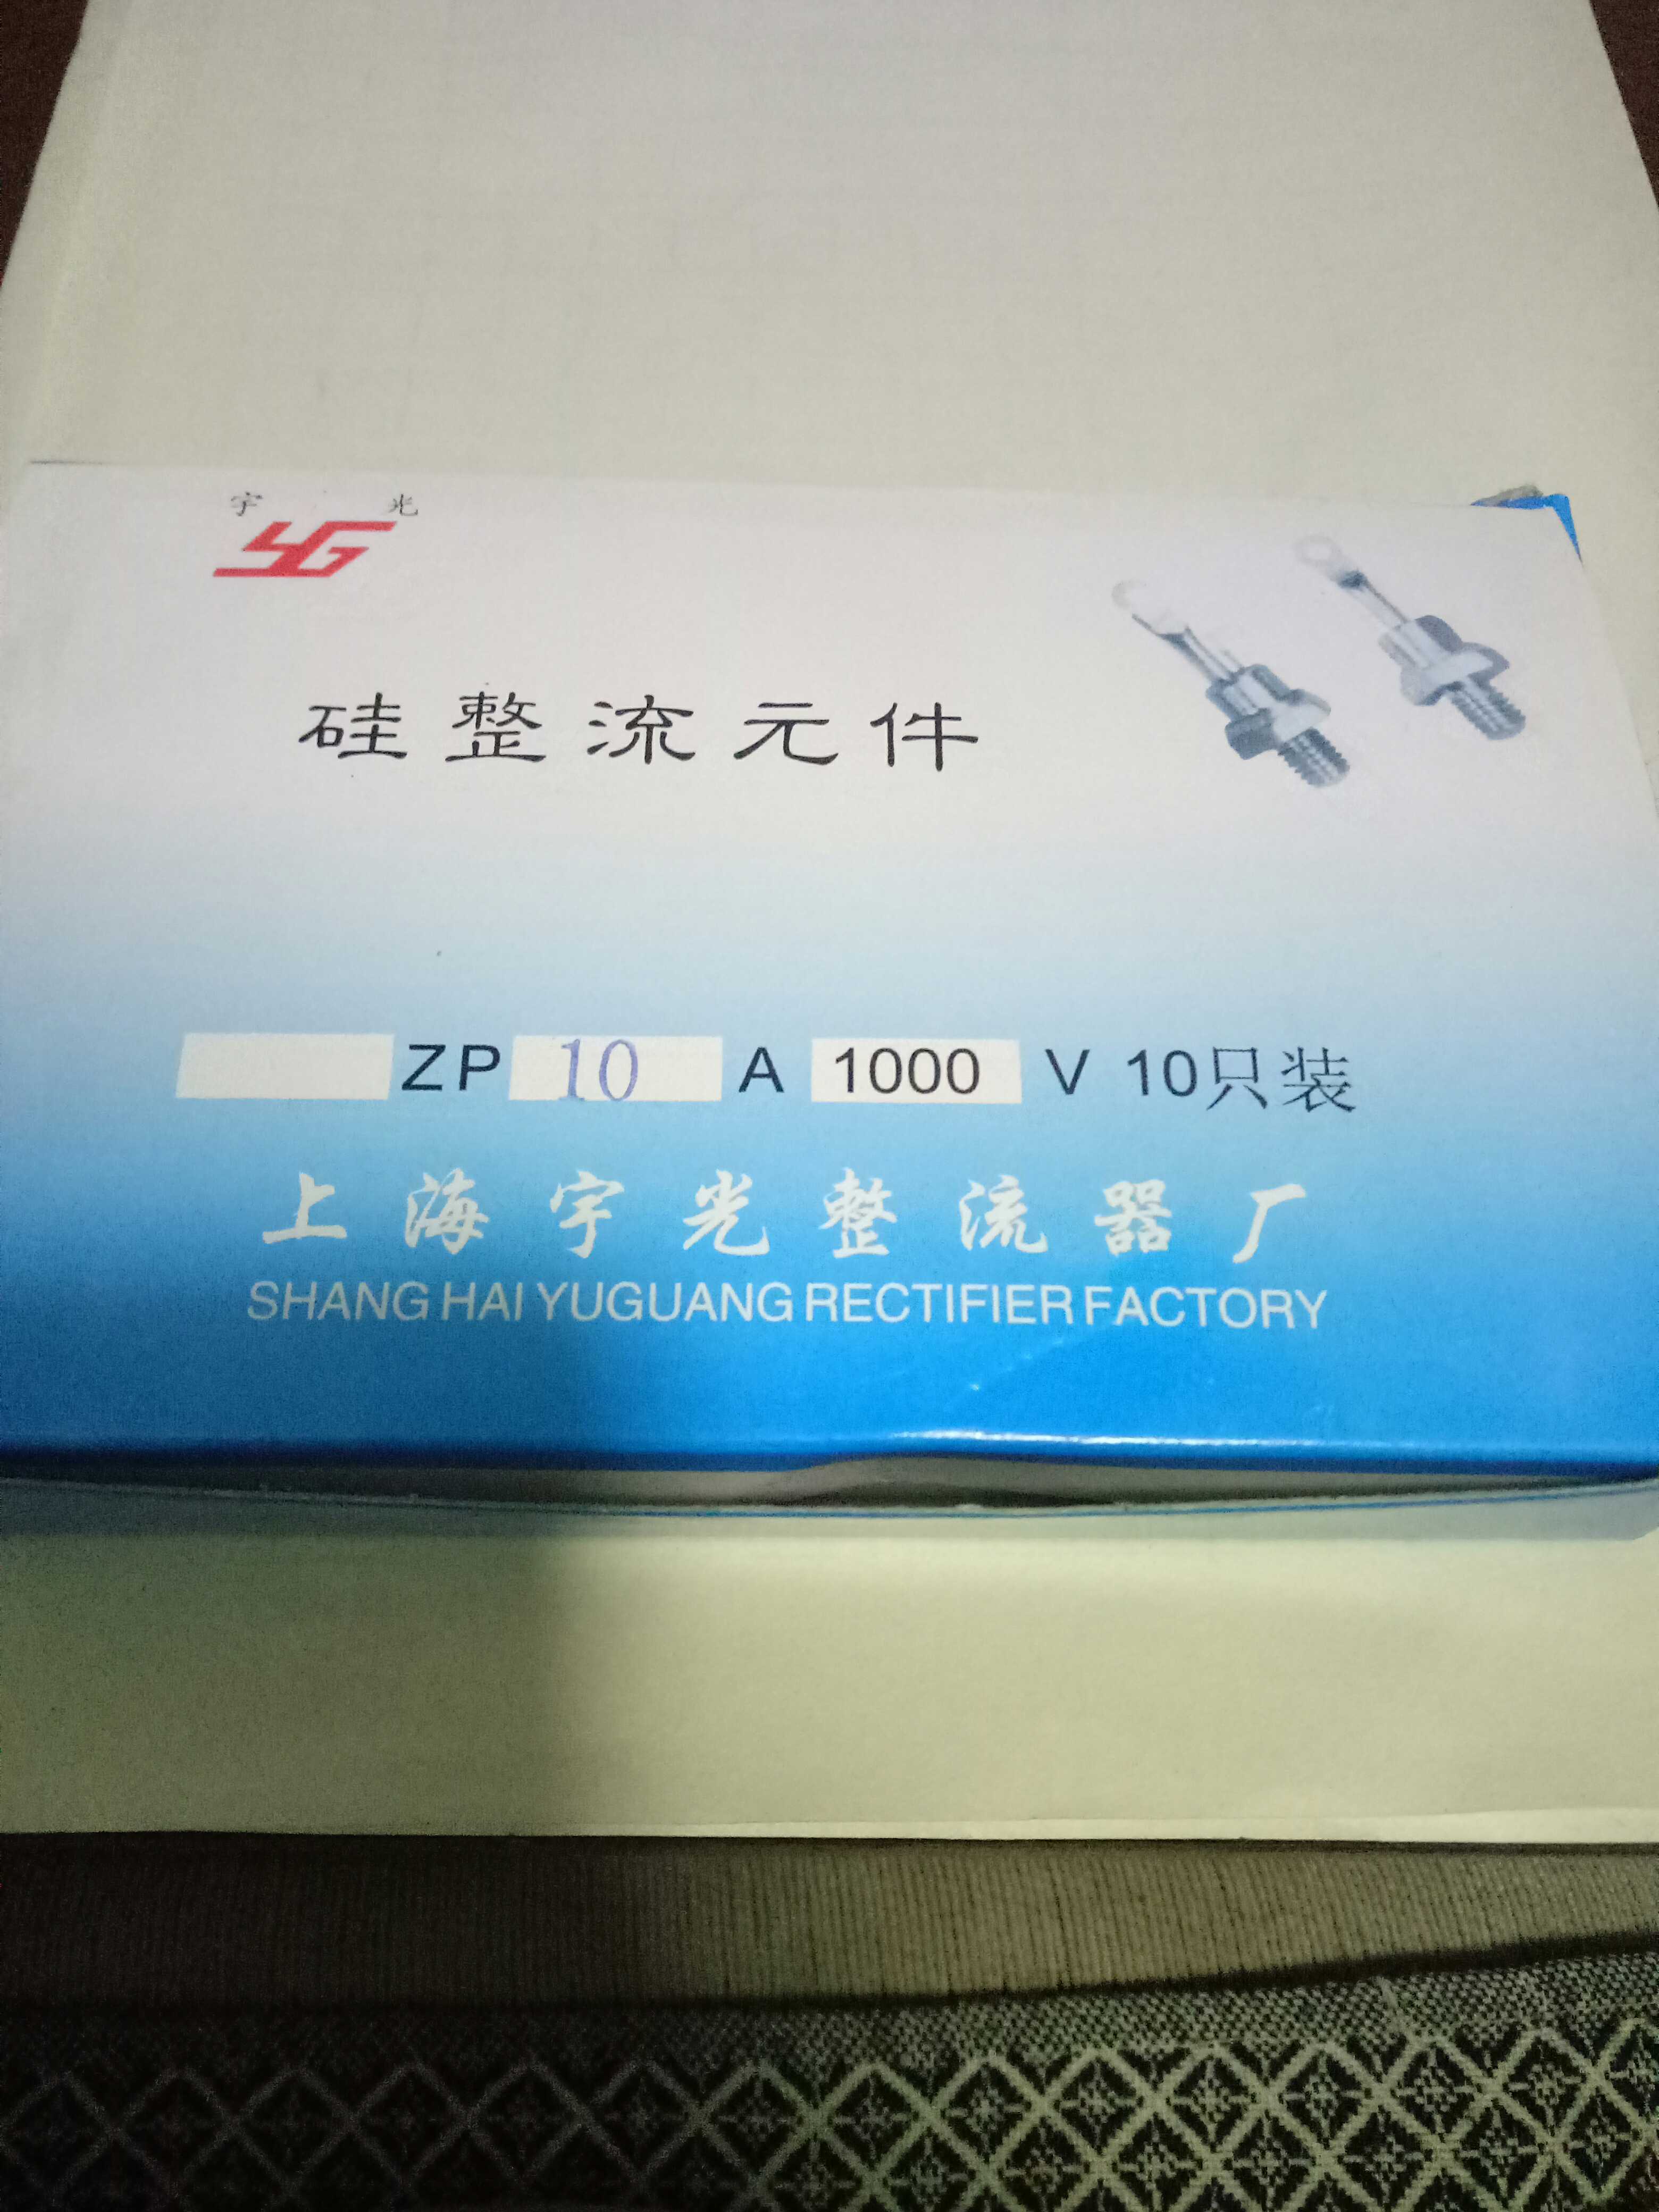 宇 光
YG
硅整流元件
ZP 10 A 1000 V 10只装
上海宇光整流器厂
SHANG HAI YUGUANG RECTIFIER FACTORY